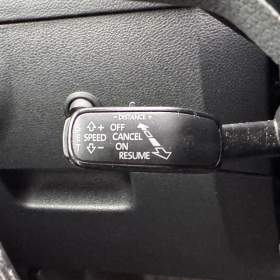 - DISTANCE -
S ⇧+ OFF
E SPEED CANCEL
ON
T ⇩- RESUME